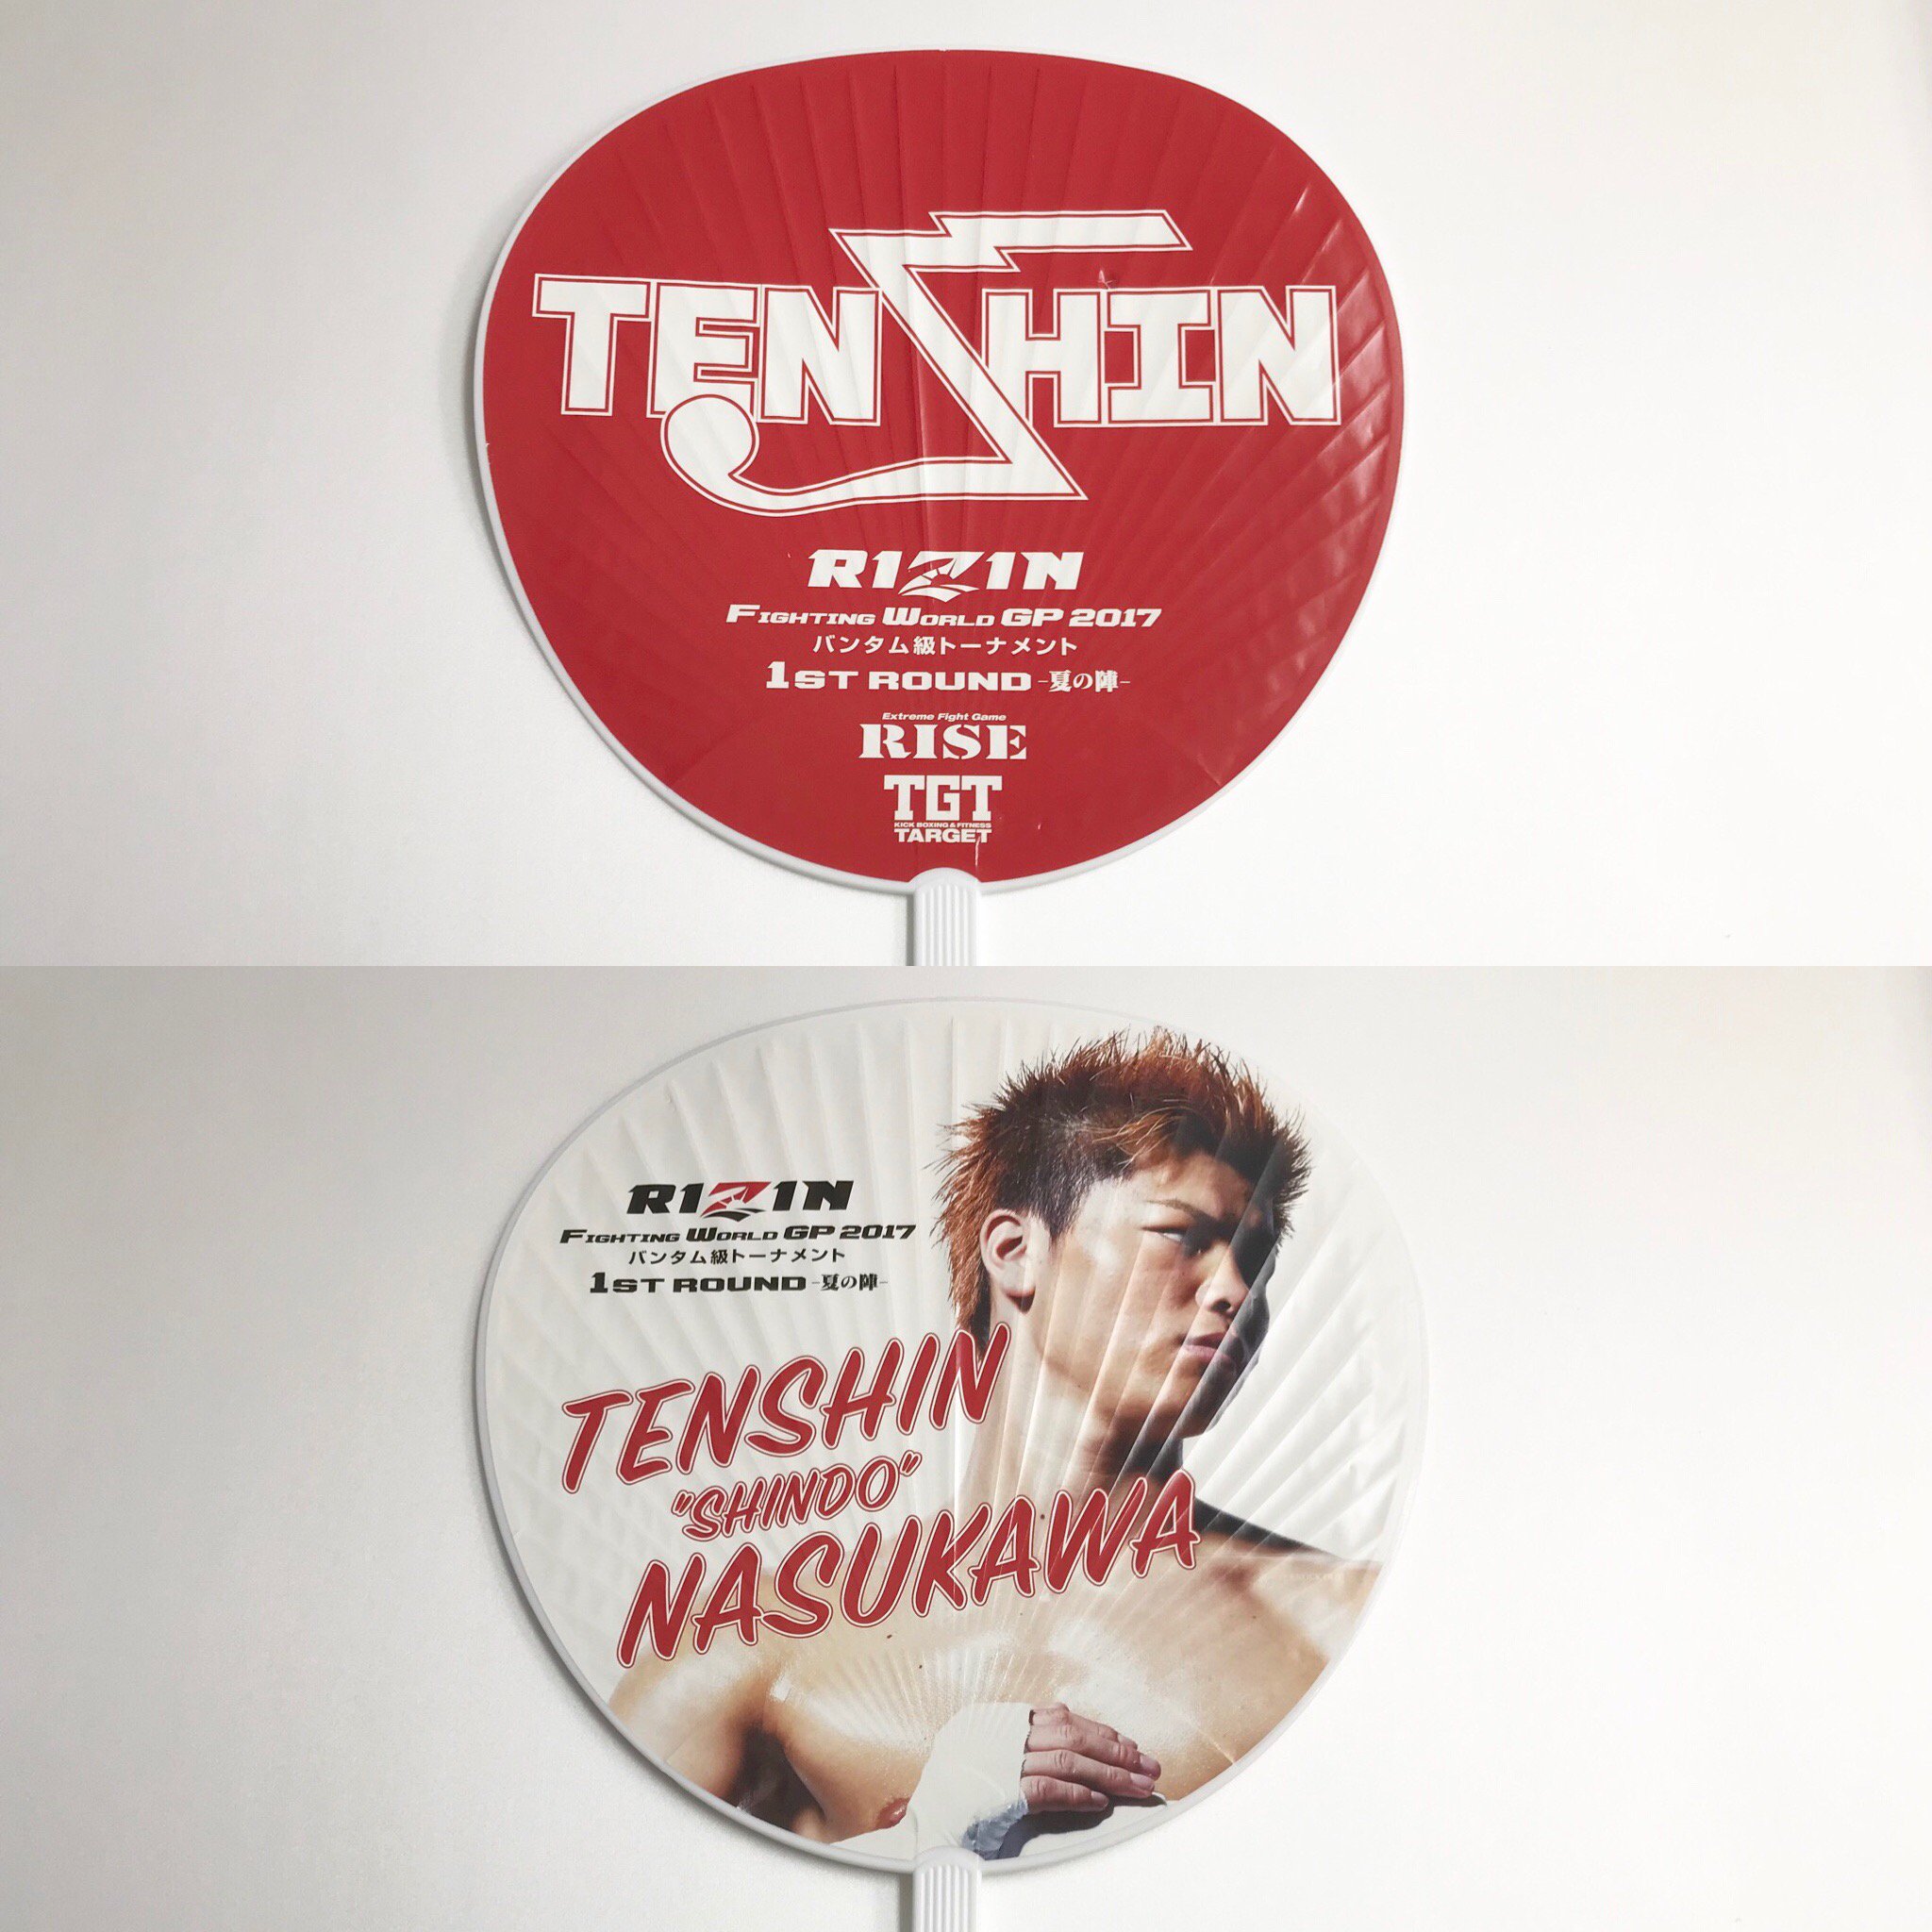 TENSHIN
RIZIN
FIGHTING WORLD GP 2017
バンタム級トーナメント
1ST ROUND -夏の陣-
Extreme Fight Game
RISE
TGT
KICK BOXING & FITNESS
TARGET
RIZIN
FIGHTING WORLD GP 2017
バンタム級トーナメント
1ST ROUND -夏の陣-
TENSHIN
"SHINDO"
NASUKAWA